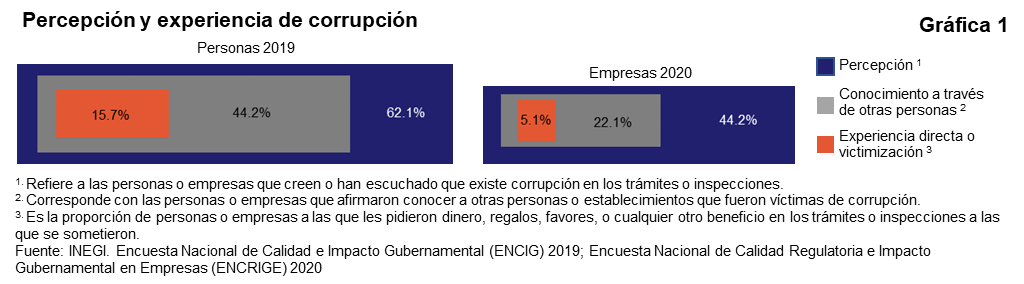 Percepción y experiencia de corrupción
Gráfica 1
Personas 2019
15.7%
44.2%
62.1%
Empresas 2020
5.1%
22.1%
44.2%
Percepción ¹
Conocimiento a través
de otras personas ²
Experiencia directa o
victimización ³
¹· Refiere a las personas o empresas que creen o han escuchado que existe corrupción en los trámites o inspecciones.
²· Corresponde con las personas o empresas que afirmaron conocer a otras personas o establecimientos que fueron víctimas de corrupción.
³· Es la proporción de personas o empresas a las que les pidieron dinero, regalos, favores, o cualquier otro beneficio en los trámites o inspecciones a las
que se sometieron.
Fuente: INEGI. Encuesta Nacional de Calidad e Impacto Gubernamental (ENCIG) 2019; Encuesta Nacional de Calidad Regulatoria e Impacto
Gubernamental en Empresas (ENCRIGE) 2020